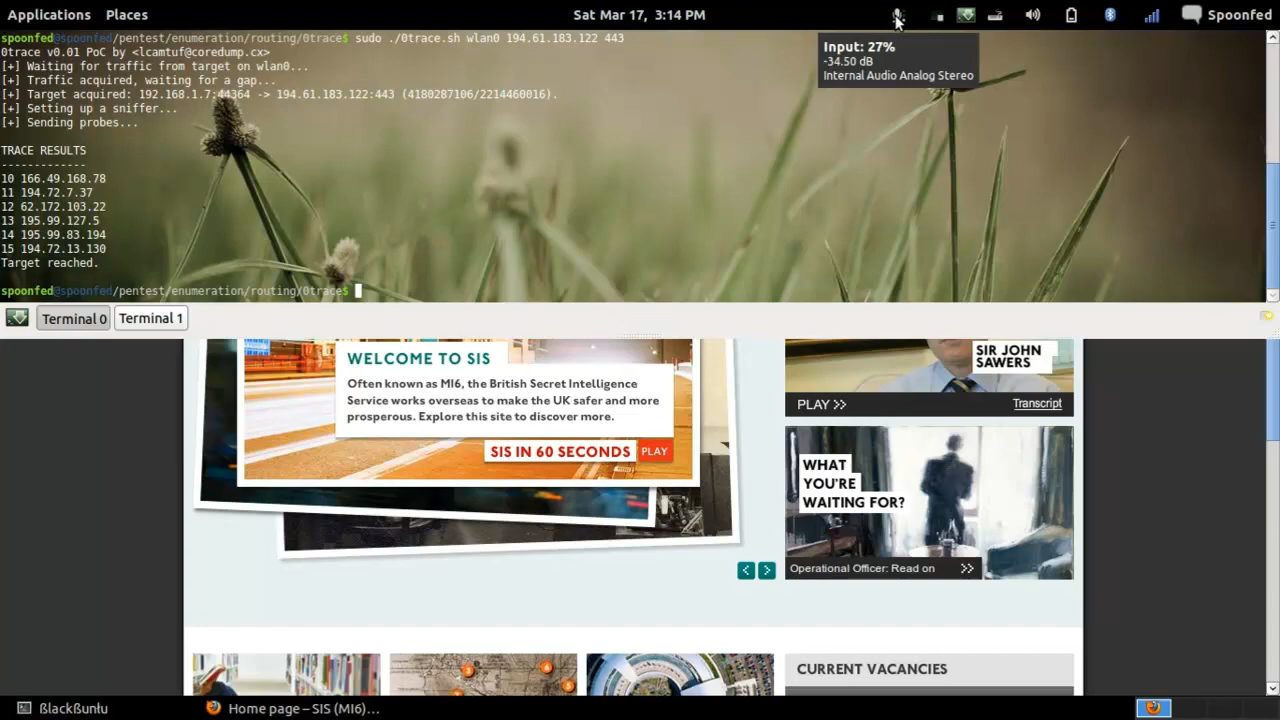 Applications Places Sat Mar 17, 3:14 PM Spoonfed
spoonfed@spoonfed/pentest/enumeration/routing/0trace$ sudo ./0trace.sh wlan0 194.61.183.122 443
0trace v0.01 PoC by <lcamtuf@coredump.cx>
[+] Waiting for traffic from target on wlan0...
[+] Traffic acquired, waiting for a gap...
[+] Target acquired: 192.168.1.7:44364 -> 194.61.183.122:443 (4180287106/2214460016).
[+] Setting up a sniffer...
[+] Sending probes...
Input: 27%
-34.50 dB
Internal Audio Analog Stereo
TRACE RESULTS
-------------
10 166.49.168.78
11 194.72.7.37
12 62.172.103.22
13 195.99.127.5
14 195.99.83.194
15 194.72.13.130
Target reached.
spoonfed@spoonfed/pentest/enumeration/routing/0trace$
Terminal 0 Terminal 1
WELCOME TO SIS
Often known as MI6, the British Secret Intelligence
Service works overseas to make the UK safer and more
prosperous. Explore this site to discover more.
SIS IN 60 SECONDS PLAY
SIR JOHN
SAWERS
PLAY >> Transcript
WHAT
YOU'RE
WAITING FOR?
Operational Officer: Read on >>
CURRENT VACANCIES
ßlackßunłu Home page – SIS (MI6)...